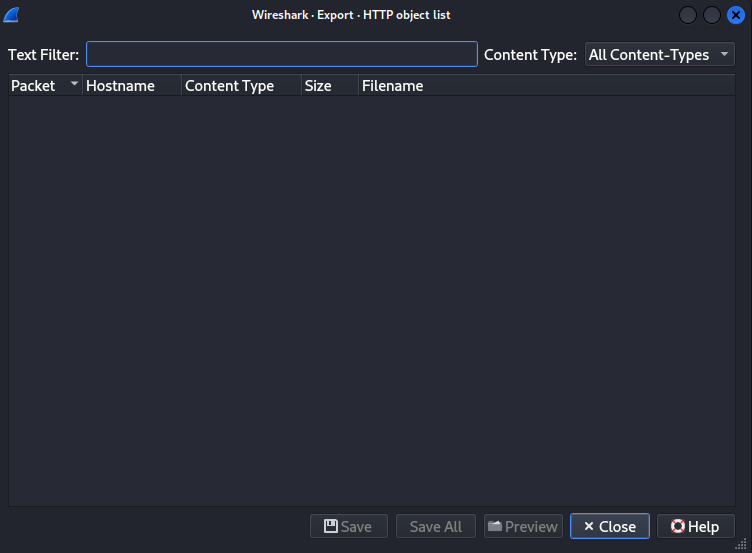 Wireshark · Export · HTTP object list
Text Filter: Content Type: All Content-Types
Packet Hostname Content Type Size Filename
Save Save All Preview Close Help